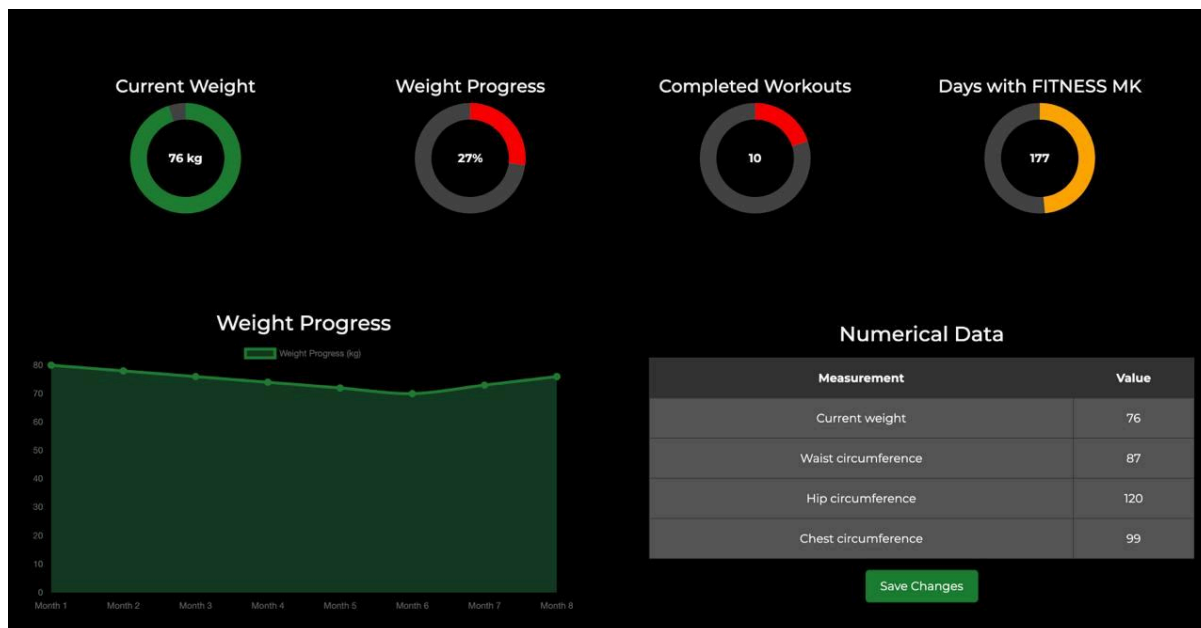 Current Weight
Weight Progress
Completed Workouts
Days with FITNESS MK
76 kg
27%
10
177
Weight Progress
Weight Progress (kg)
80
70
60
50
40
30
20
10
0
Month 1
Month 2
Month 3
Month 4
Month 5
Month 6
Month 7
Month 8
Numerical Data
Measurement Value
Current weight 76
Waist circumference 87
Hip circumference 120
Chest circumference 99
Save Changes